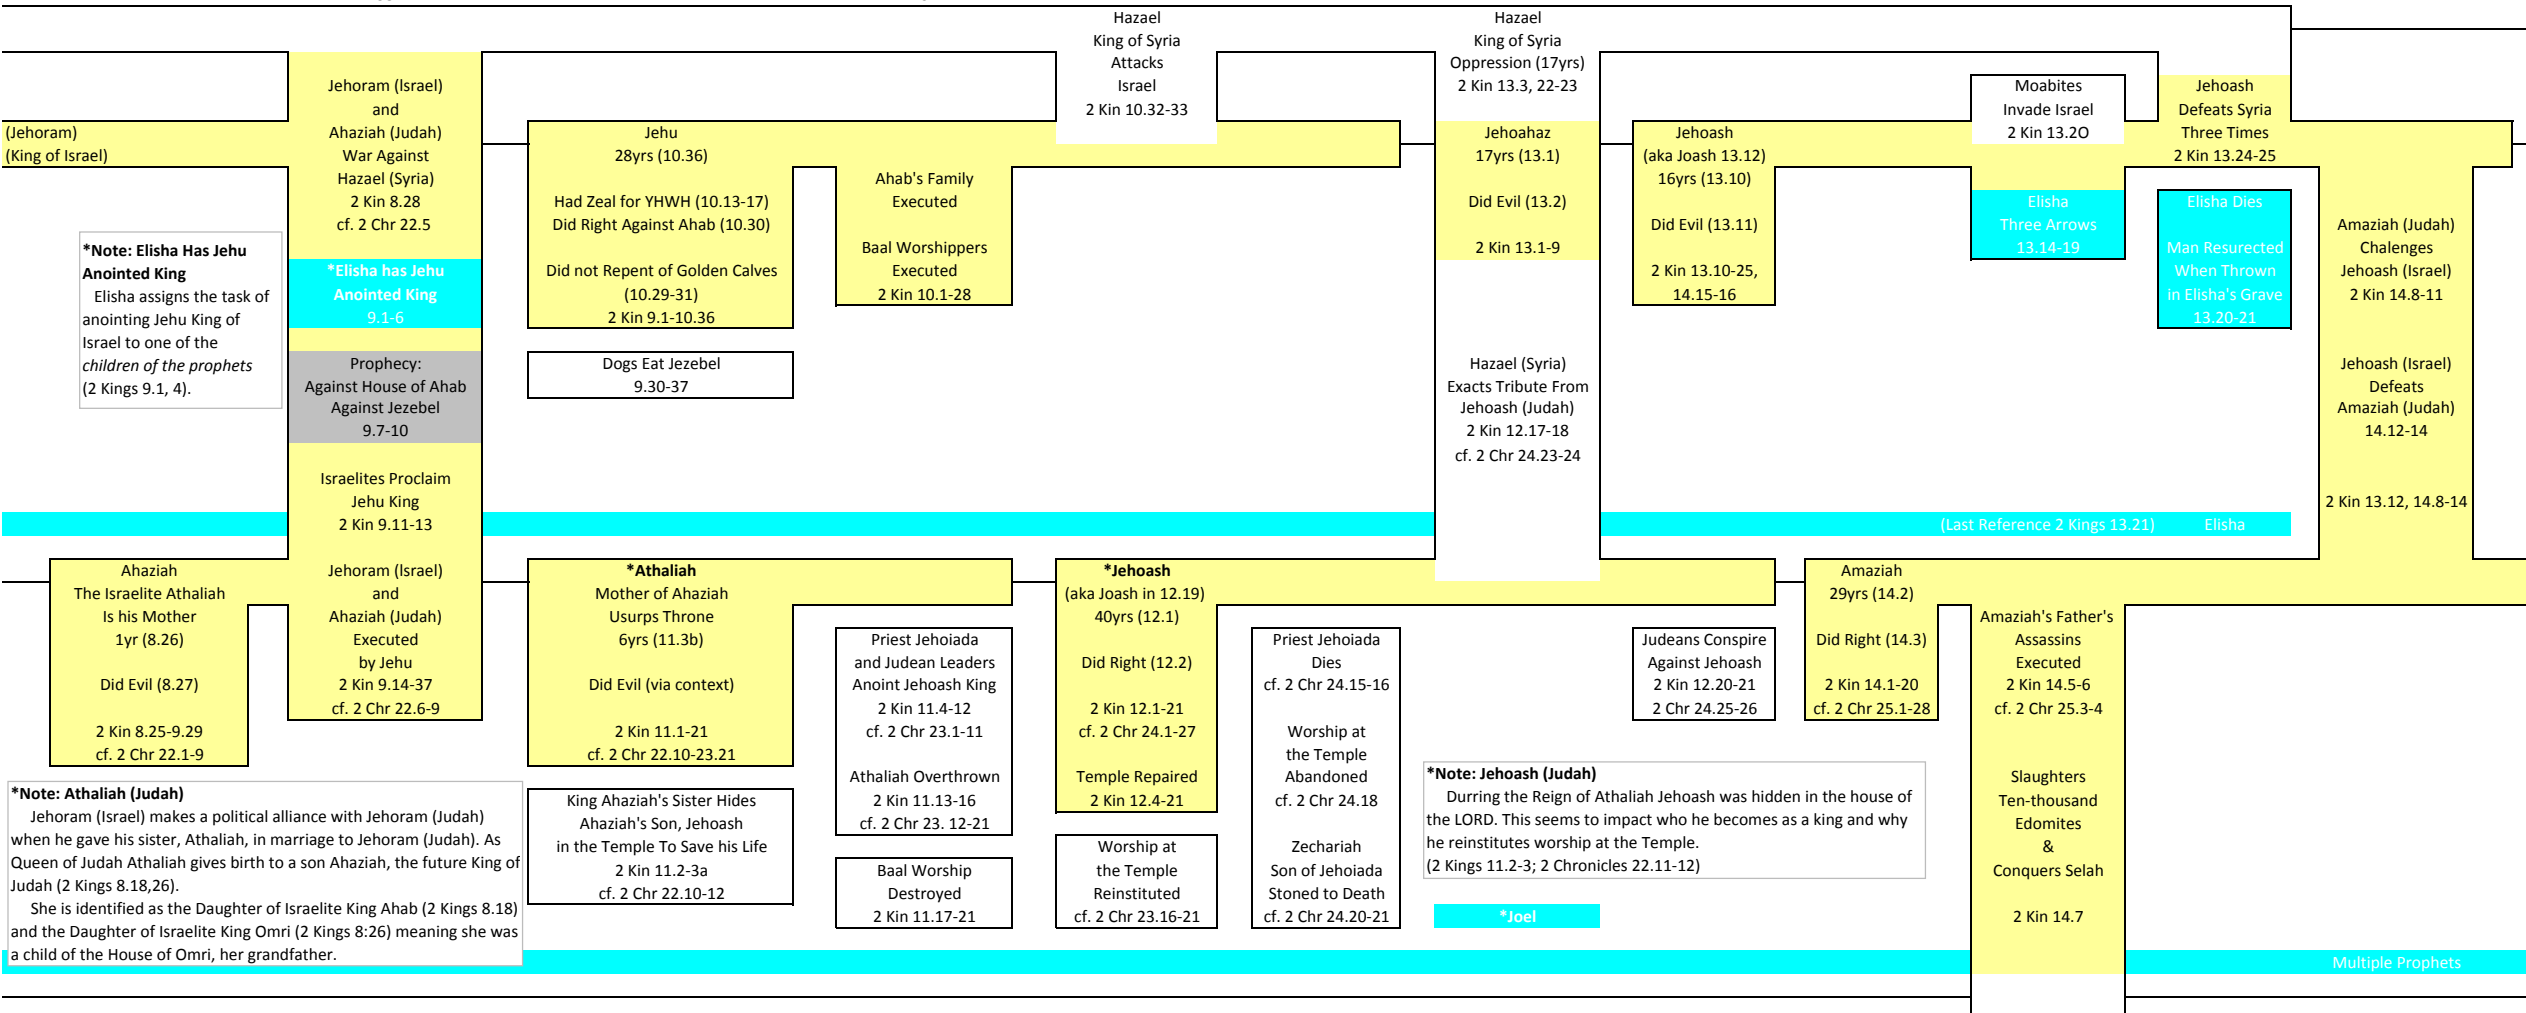 Hazael
King of Syria
Attacks
Israel
2 Kin 10.32-33
Hazael
King of Syria
Oppression (17yrs)
2 Kin 13.3, 22-23
(Jehoram)
(King of Israel)
Jehoram (Israel)
and
Ahaziah (Judah)
War Against
Hazael (Syria)
2 Kin 8.28
cf. 2 Chr 22.5
*Elisha has Jehu
Anointed King
9.1-6
Prophecy:
Against House of Ahab
Against Jezebel
9.7-10
Israelites Proclaim
Jehu King
2 Kin 9.11-13
Jehoram (Israel)
and
Ahaziah (Judah)
Executed
by Jehu
2 Kin 9.14-37
cf. 2 Chr 22.6-9
*Note: Elisha Has Jehu
Anointed King
Elisha assigns the task of
anointing Jehu King of
Israel to one of the
children of the prophets
(2 Kings 9.1, 4).
Jehu
28yrs (10.36)
Had Zeal for YHWH (10.13-17)
Did Right Against Ahab (10.30)
Did not Repent of Golden Calves
(10.29-31)
2 Kin 9.1-10.36
Dogs Eat Jezebel
9.30-37
Ahab's Family
Executed
Baal Worshippers
Executed
2 Kin 10.1-28
Jehoahaz
17yrs (13.1)
Did Evil (13.2)
2 Kin 13.1-9
Hazael (Syria)
Exacts Tribute From
Jehoash (Judah)
2 Kin 12.17-18
cf. 2 Chr 24.23-24
Jehoash
(aka Joash 13.12)
16yrs (13.10)
Did Evil (13.11)
2 Kin 13.10-25,
14.15-16
Moabites
Invade Israel
2 Kin 13.2O
Elisha
Three Arrows
13.14-19
Jehoash
Defeats Syria
Three Times
2 Kin 13.24-25
Elisha Dies
Man Resurected
When Thrown
in Elisha's Grave
13.20-21
Amaziah (Judah)
Chalenges
Jehoash (Israel)
2 Kin 14.8-11
Jehoash (Israel)
Defeats
Amaziah (Judah)
14.12-14
2 Kin 13.12, 14.8-14
(Last Reference 2 Kings 13.21) Elisha
Ahaziah
The Israelite Athaliah
Is his Mother
1yr (8.26)
Did Evil (8.27)
2 Kin 8.25-9.29
cf. 2 Chr 22.1-9
*Athaliah
Mother of Ahaziah
Usurps Throne
6yrs (11.3b)
Did Evil (via context)
2 Kin 11.1-21
cf. 2 Chr 22.10-23.21
King Ahaziah's Sister Hides
Ahaziah's Son, Jehoash
in the Temple To Save his Life
2 Kin 11.2-3a
cf. 2 Chr 22.10-12
Priest Jehoiada
and Judean Leaders
Anoint Jehoash King
2 Kin 11.4-12
cf. 2 Chr 23.1-11
Athaliah Overthrown
2 Kin 11.13-16
cf. 2 Chr 23. 12-21
Baal Worship
Destroyed
2 Kin 11.17-21
*Jehoash
(aka Joash in 12.19)
40yrs (12.1)
Did Right (12.2)
2 Kin 12.1-21
cf. 2 Chr 24.1-27
Temple Repaired
2 Kin 12.4-21
Worship at
the Temple
Reinstituted
cf. 2 Chr 23.16-21
Priest Jehoiada
Dies
cf. 2 Chr 24.15-16
Worship at
the Temple
Abandoned
cf. 2 Chr 24.18
Zechariah
Son of Jehoiada
Stoned to Death
cf. 2 Chr 24.20-21
Judeans Conspire
Against Jehoash
2 Kin 12.20-21
2 Chr 24.25-26
Amaziah
29yrs (14.2)
Did Right (14.3)
2 Kin 14.1-20
cf. 2 Chr 25.1-28
Amaziah's Father's
Assassins
Executed
2 Kin 14.5-6
cf. 2 Chr 25.3-4
Slaughters
Ten-thousand
Edomites
&
Conquers Selah
2 Kin 14.7
*Note: Athaliah (Judah)
Jehoram (Israel) makes a political alliance with Jehoram (Judah)
when he gave his sister, Athaliah, in marriage to Jehoram (Judah). As
Queen of Judah Athaliah gives birth to a son Ahaziah, the future King of
Judah (2 Kings 8.18,26).
She is identified as the Daughter of Israelite King Ahab (2 Kings 8.18)
and the Daughter of Israelite King Omri (2 Kings 8:26) meaning she was
a child of the House of Omri, her grandfather.
*Note: Jehoash (Judah)
Durring the Reign of Athaliah Jehoash was hidden in the house of
the LORD. This seems to impact who he becomes as a king and why
he reinstitutes worship at the Temple.
(2 Kings 11.2-3; 2 Chronicles 22.11-12)
*Joel
Multiple Prophets